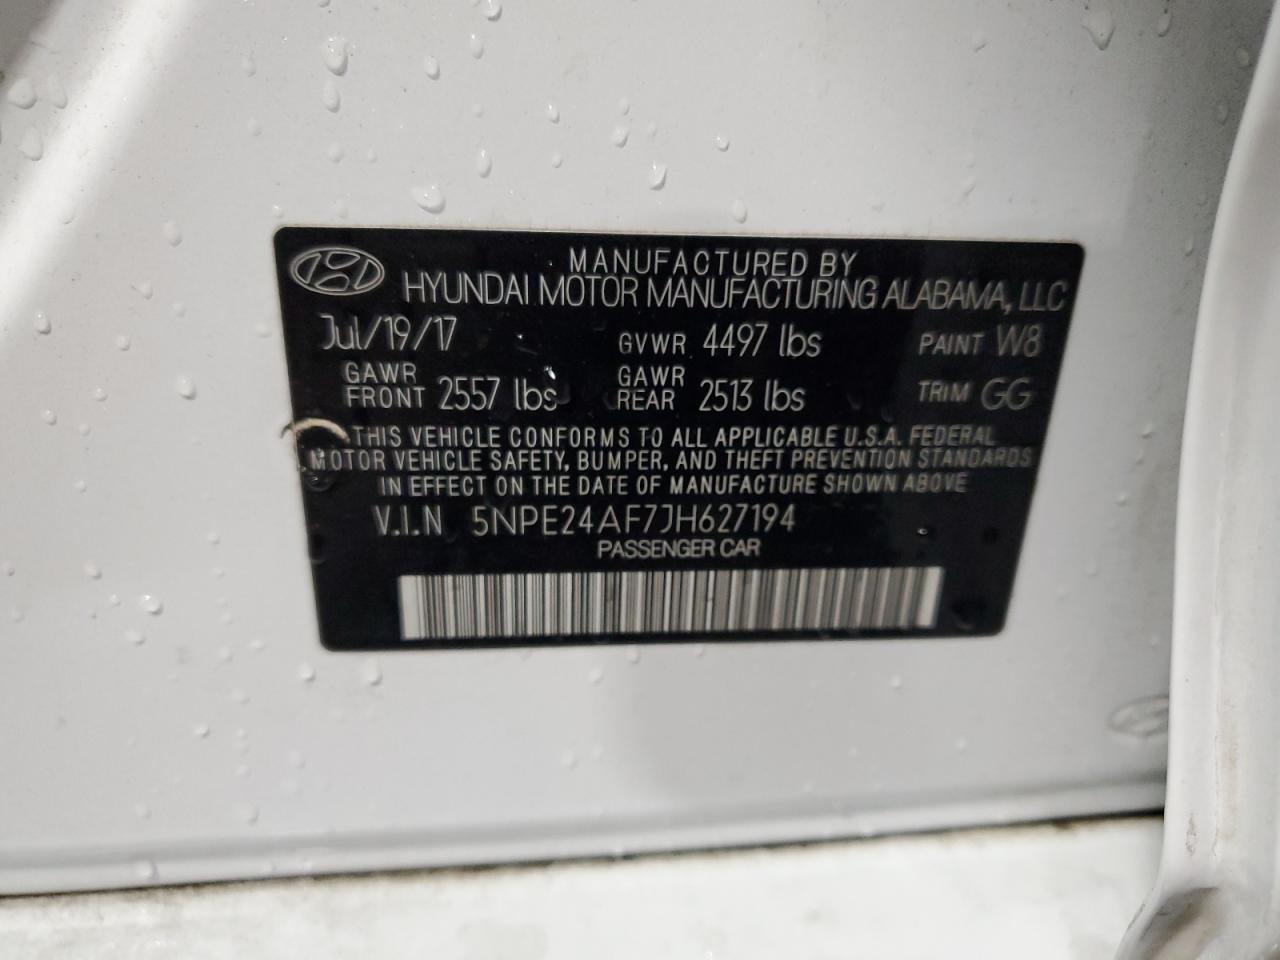 MANUFACTURED BY
HYUNDAI MOTOR MANUFACTURING ALABAMA, LLC
Jul/19/17 GVWR 4497 lbs PAINT W8
GAWR FRONT 2557 lbs GAWR REAR 2513 lbs TRIM GG
THIS VEHICLE CONFORMS TO ALL APPLICABLE U.S.A. FEDERAL
MOTOR VEHICLE SAFETY, BUMPER, AND THEFT PREVENTION STANDARDS
IN EFFECT ON THE DATE OF MANUFACTURE SHOWN ABOVE
V.I.N 5NPE24AF7JH627194
PASSENGER CAR